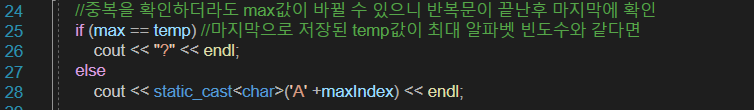 24 //중복을 확인하더라도 max값이 바뀔 수 있으니 반복문이 끝난후 마지막에 확인
25 if (max == temp) //마지막으로 저장된 temp값이 최대 알파벳 빈도수와 같다면
26 cout << "?" << endl;
27 else
28 cout << static_cast<char>('A' +maxIndex) << endl;